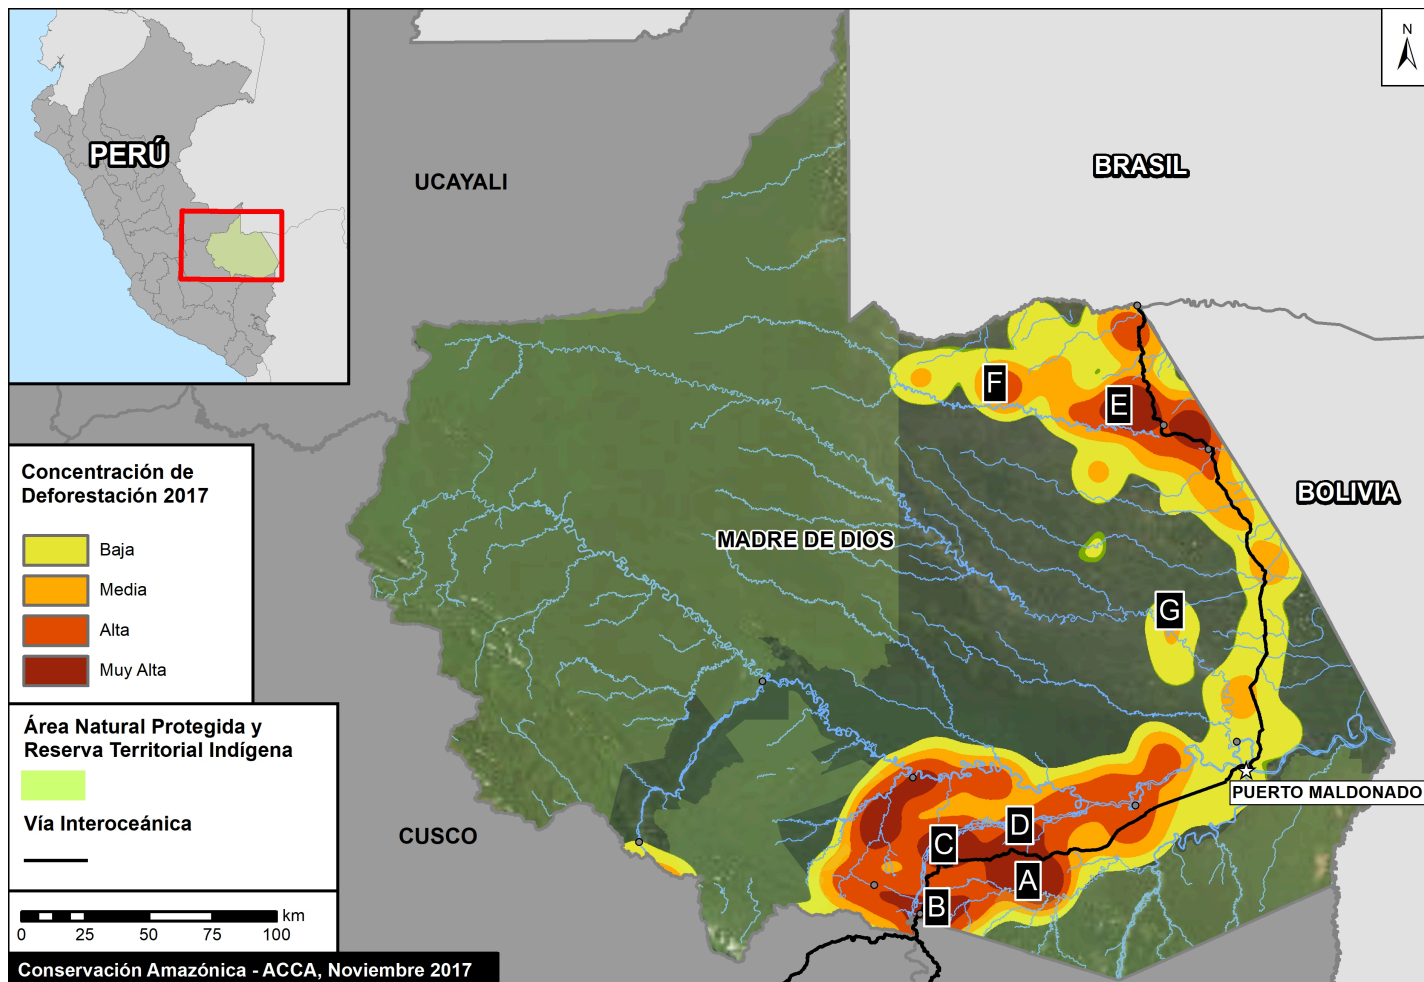 PERÚ
N
UCAYALI
BRASIL
F
E
BOLIVIA
Concentración de
Deforestación 2017
Baja
Media
Alta
Muy Alta
MADRE DE DIOS
G
Área Natural Protegida y
Reserva Territorial Indígena
Vía Interoceánica
PUERTO MALDONADO
CUSCO
D
C
A
B
km
0 25 50 75 100
Conservación Amazónica - ACCA, Noviembre 2017